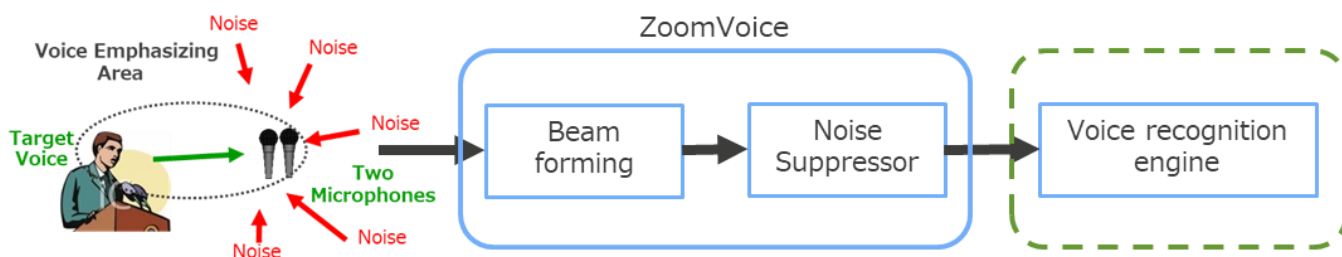 ZoomVoice
Noise
Noise
Voice Emphasizing
Area
Target
Voice
Noise
Two
Microphones
Noise
Noise
Beam
forming
Noise
Suppressor
Voice recognition
engine